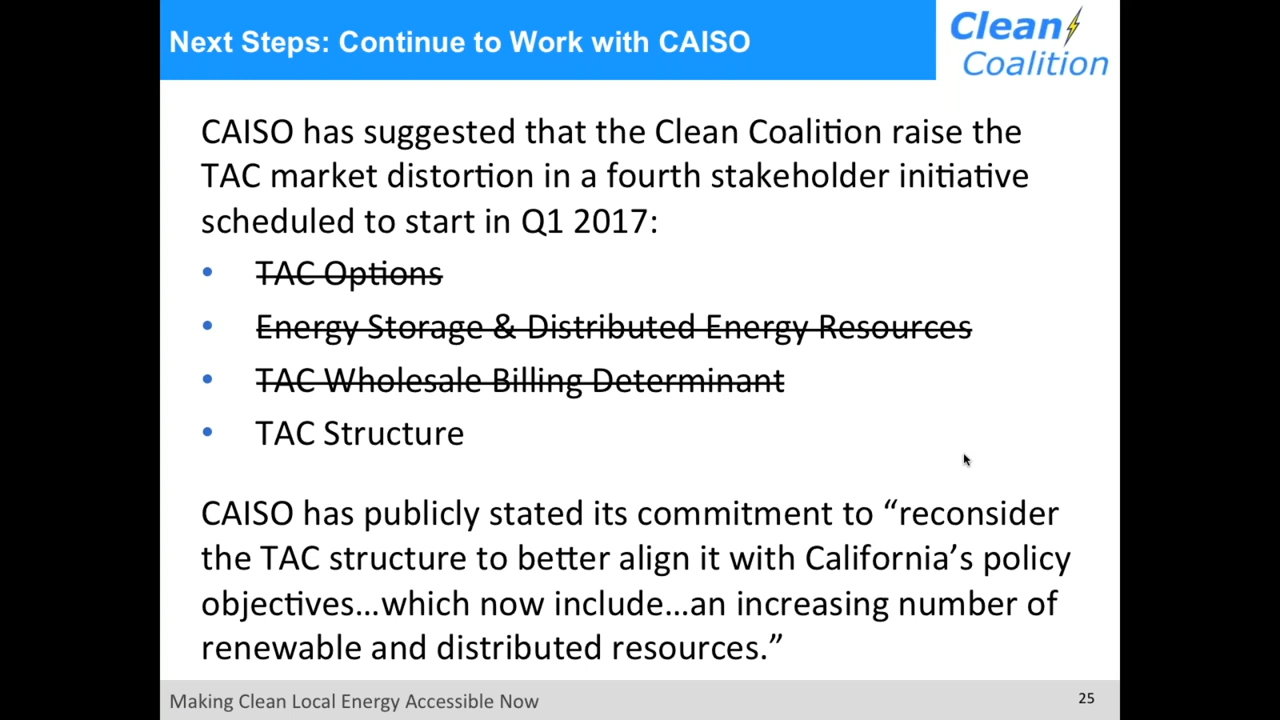 Next Steps: Continue to Work with CAISO
Clean
Coalition
CAISO has suggested that the Clean Coalition raise the
TAC market distortion in a fourth stakeholder initiative
scheduled to start in Q1 2017:
• TAC Options
• Energy Storage & Distributed Energy Resources
• TAC Wholesale Billing Determinant
• TAC Structure
CAISO has publicly stated its commitment to “reconsider
the TAC structure to better align it with California’s policy
objectives…which now include…an increasing number of
renewable and distributed resources.”
Making Clean Local Energy Accessible Now
25